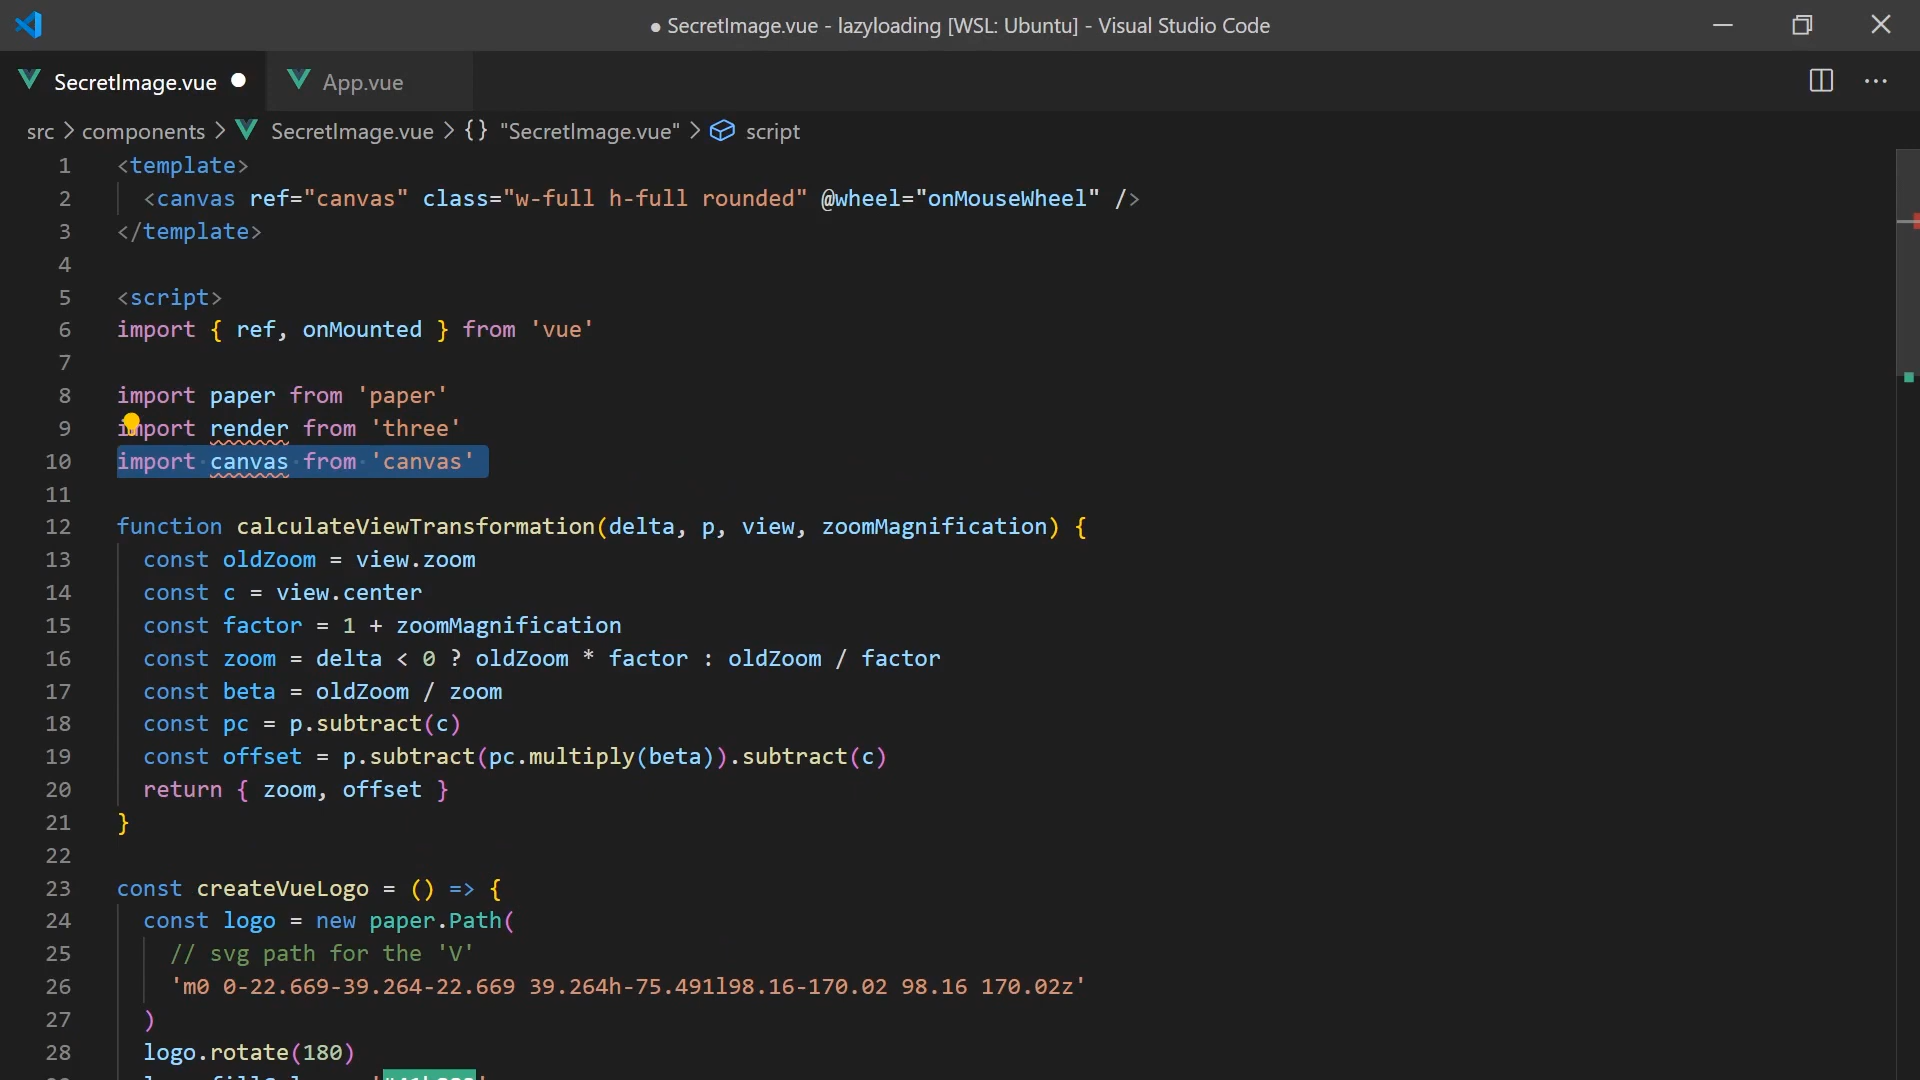 ● SecretImage.vue - lazyloading [WSL: Ubuntu] - Visual Studio Code
SecretImage.vue ● App.vue
src > components > SecretImage.vue > {} "SecretImage.vue" > script
1 <template>
2 <canvas ref="canvas" class="w-full h-full rounded" @wheel="onMouseWheel" />
3 </template>
4
5 <script>
6 import { ref, onMounted } from 'vue'
7
8 import paper from 'paper'
9 import render from 'three'
10 import canvas from 'canvas'
11
12 function calculateViewTransformation(delta, p, view, zoomMagnification) {
13 const oldZoom = view.zoom
14 const c = view.center
15 const factor = 1 + zoomMagnification
16 const zoom = delta < 0 ? oldZoom * factor : oldZoom / factor
17 const beta = oldZoom / zoom
18 const pc = p.subtract(c)
19 const offset = p.subtract(pc.multiply(beta)).subtract(c)
20 return { zoom, offset }
21 }
22
23 const createVueLogo = () => {
24 const logo = new paper.Path(
25 // svg path for the 'V'
26 'm0 0-22.669-39.264-22.669 39.264h-75.491l98.16-170.02 98.16 170.02z'
27 )
28 logo.rotate(180)